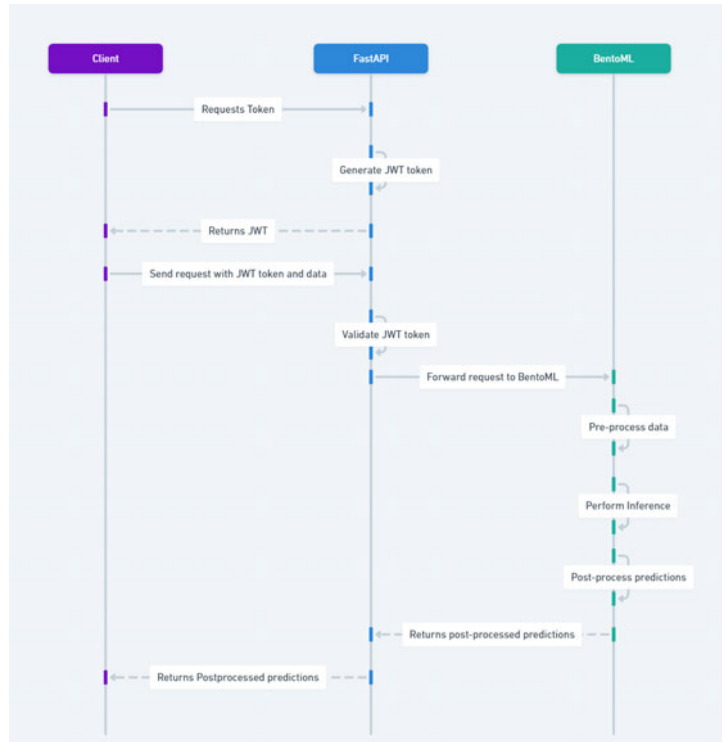 Client
FastAPI
BentoML
Requests Token
Generate JWT token
Returns JWT
Send request with JWT token and data
Validate JWT token
Forward request to BentoML
Pre-process data
Perform Inference
Post-process predictions
Returns post-processed predictions
Returns Postprocessed predictions